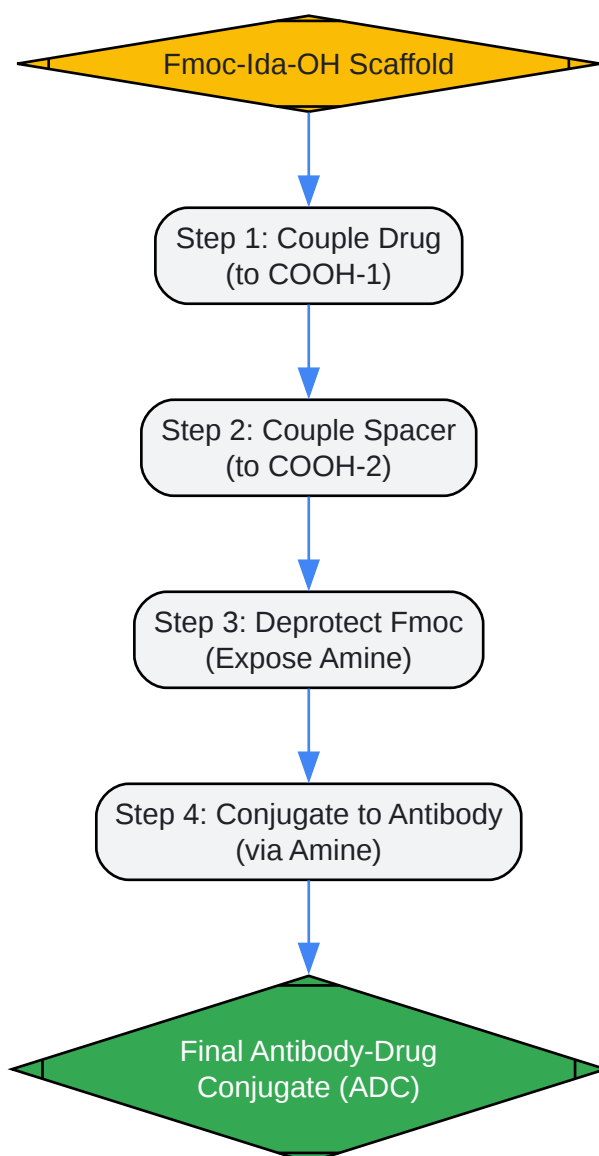 Fmoc-Ida-OH Scaffold
Step 1: Couple Drug
(to COOH-1)
Step 2: Couple Spacer
(to COOH-2)
Step 3: Deprotect Fmoc
(Expose Amine)
Step 4: Conjugate to Antibody
(via Amine)
Final Antibody-Drug
Conjugate (ADC)